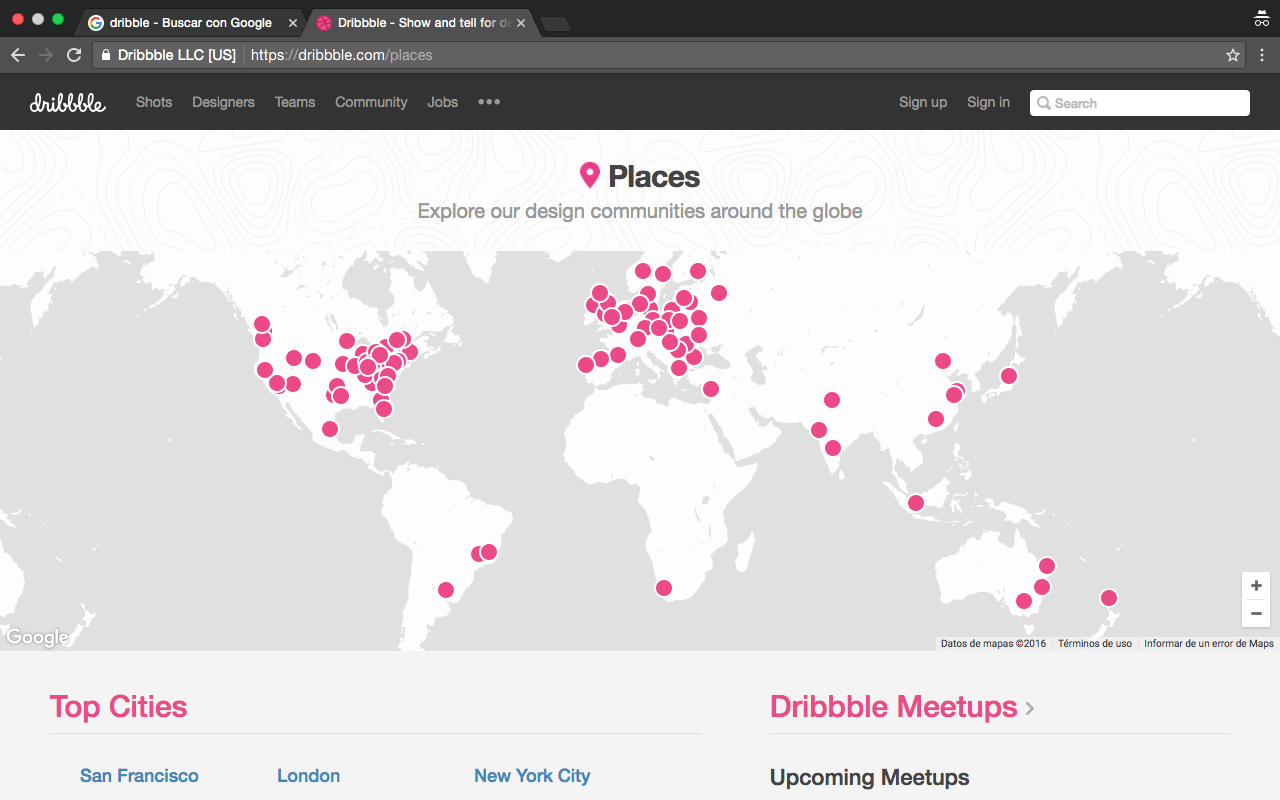 dribble - Buscar con Google
Dribbble - Show and tell for de
Dribbble LLC [US] https://dribbble.com/places
dribbble Shots Designers Teams Community Jobs ••• Sign up Sign in Search
Places
Explore our design communities around the globe
+
−
Google Datos de mapas ©2016 Términos de uso Informar de un error de Maps
Top Cities Dribbble Meetups >
San Francisco London New York City Upcoming Meetups